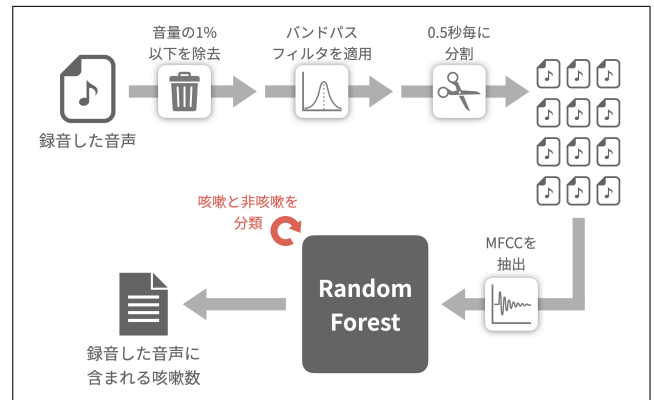 音量の1%
以下を除去
バンドパス
フィルタを適用
0.5秒毎に
分割
録音した音声
咳嗽と非咳嗽を
分類
MFCCを
抽出
Random
Forest
録音した音声に
含まれる咳嗽数